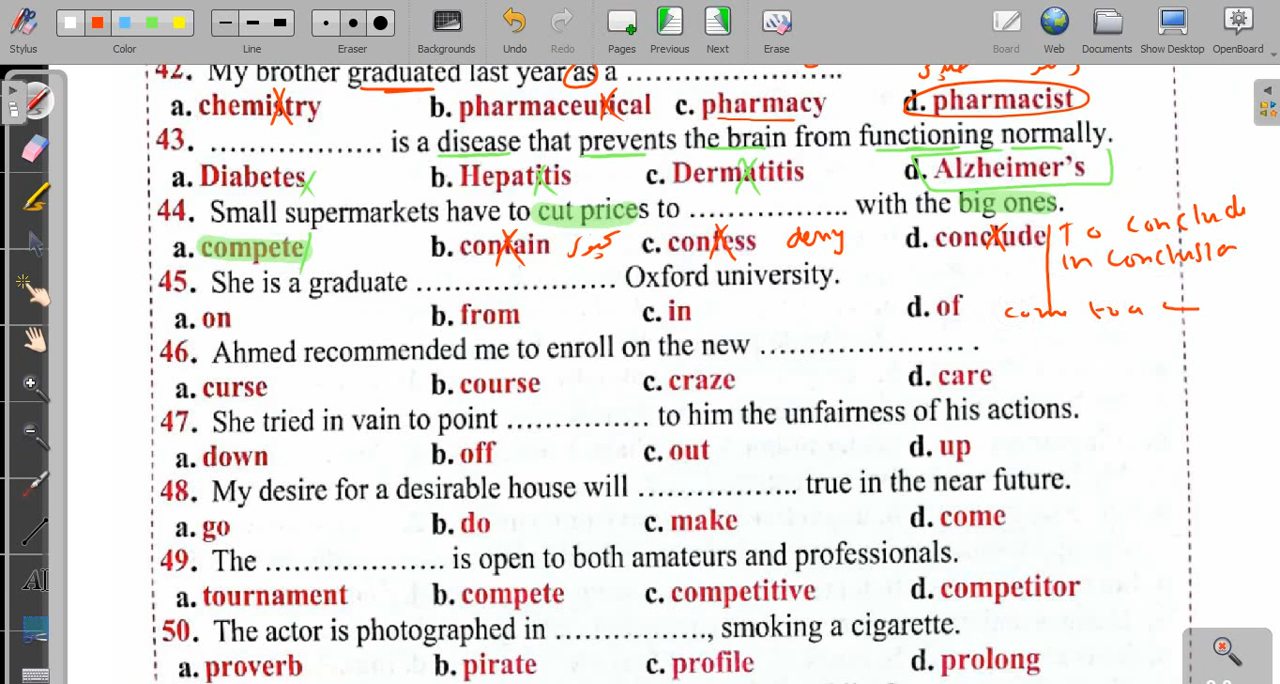 Stylus Color Line Eraser Backgrounds Undo Redo Pages Previous Next Erase Board Web Documents Show Desktop OpenBoard
42. My brother graduated last year as a ........................
a. chemistry b. pharmaceutical c. pharmacy d. pharmacist
43. .................. is a disease that prevents the brain from functioning normally.
a. Diabetes b. Hepatitis c. Dermatitis d. Alzheimer's
44. Small supermarkets have to cut prices to ................. with the big ones.
a. compete b. contain c. confess deny d. conclude To conclude
in conclusion
45. She is a graduate ...................... Oxford university.
a. on b. from c. in d. of come to a
46. Ahmed recommended me to enroll on the new ...................... .
a. curse b. course c. craze d. care
47. She tried in vain to point ................ to him the unfairness of his actions.
a. down b. off c. out d. up
48. My desire for a desirable house will ................. true in the near future.
a. go b. do c. make d. come
49. The .................... is open to both amateurs and professionals.
a. tournament b. compete c. competitive d. competitor
50. The actor is photographed in ................., smoking a cigarette.
a. proverb b. pirate c. profile d. prolong